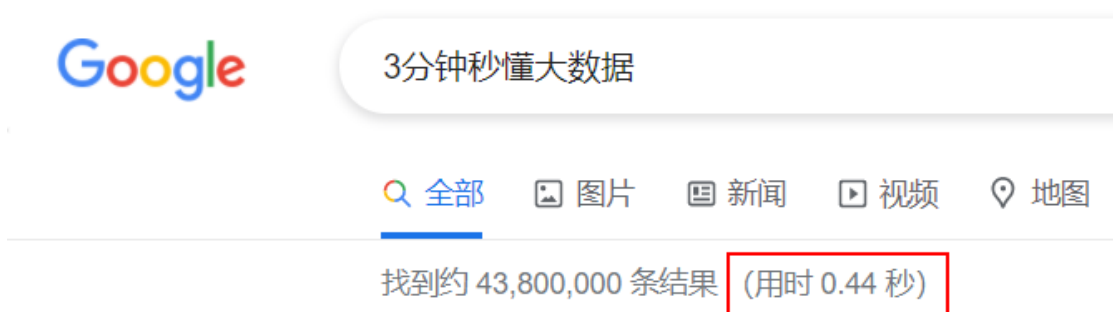 Google 3分钟秒懂大数据
全部 图片 新闻 视频 地图
找到约 43,800,000 条结果 (用时 0.44 秒)